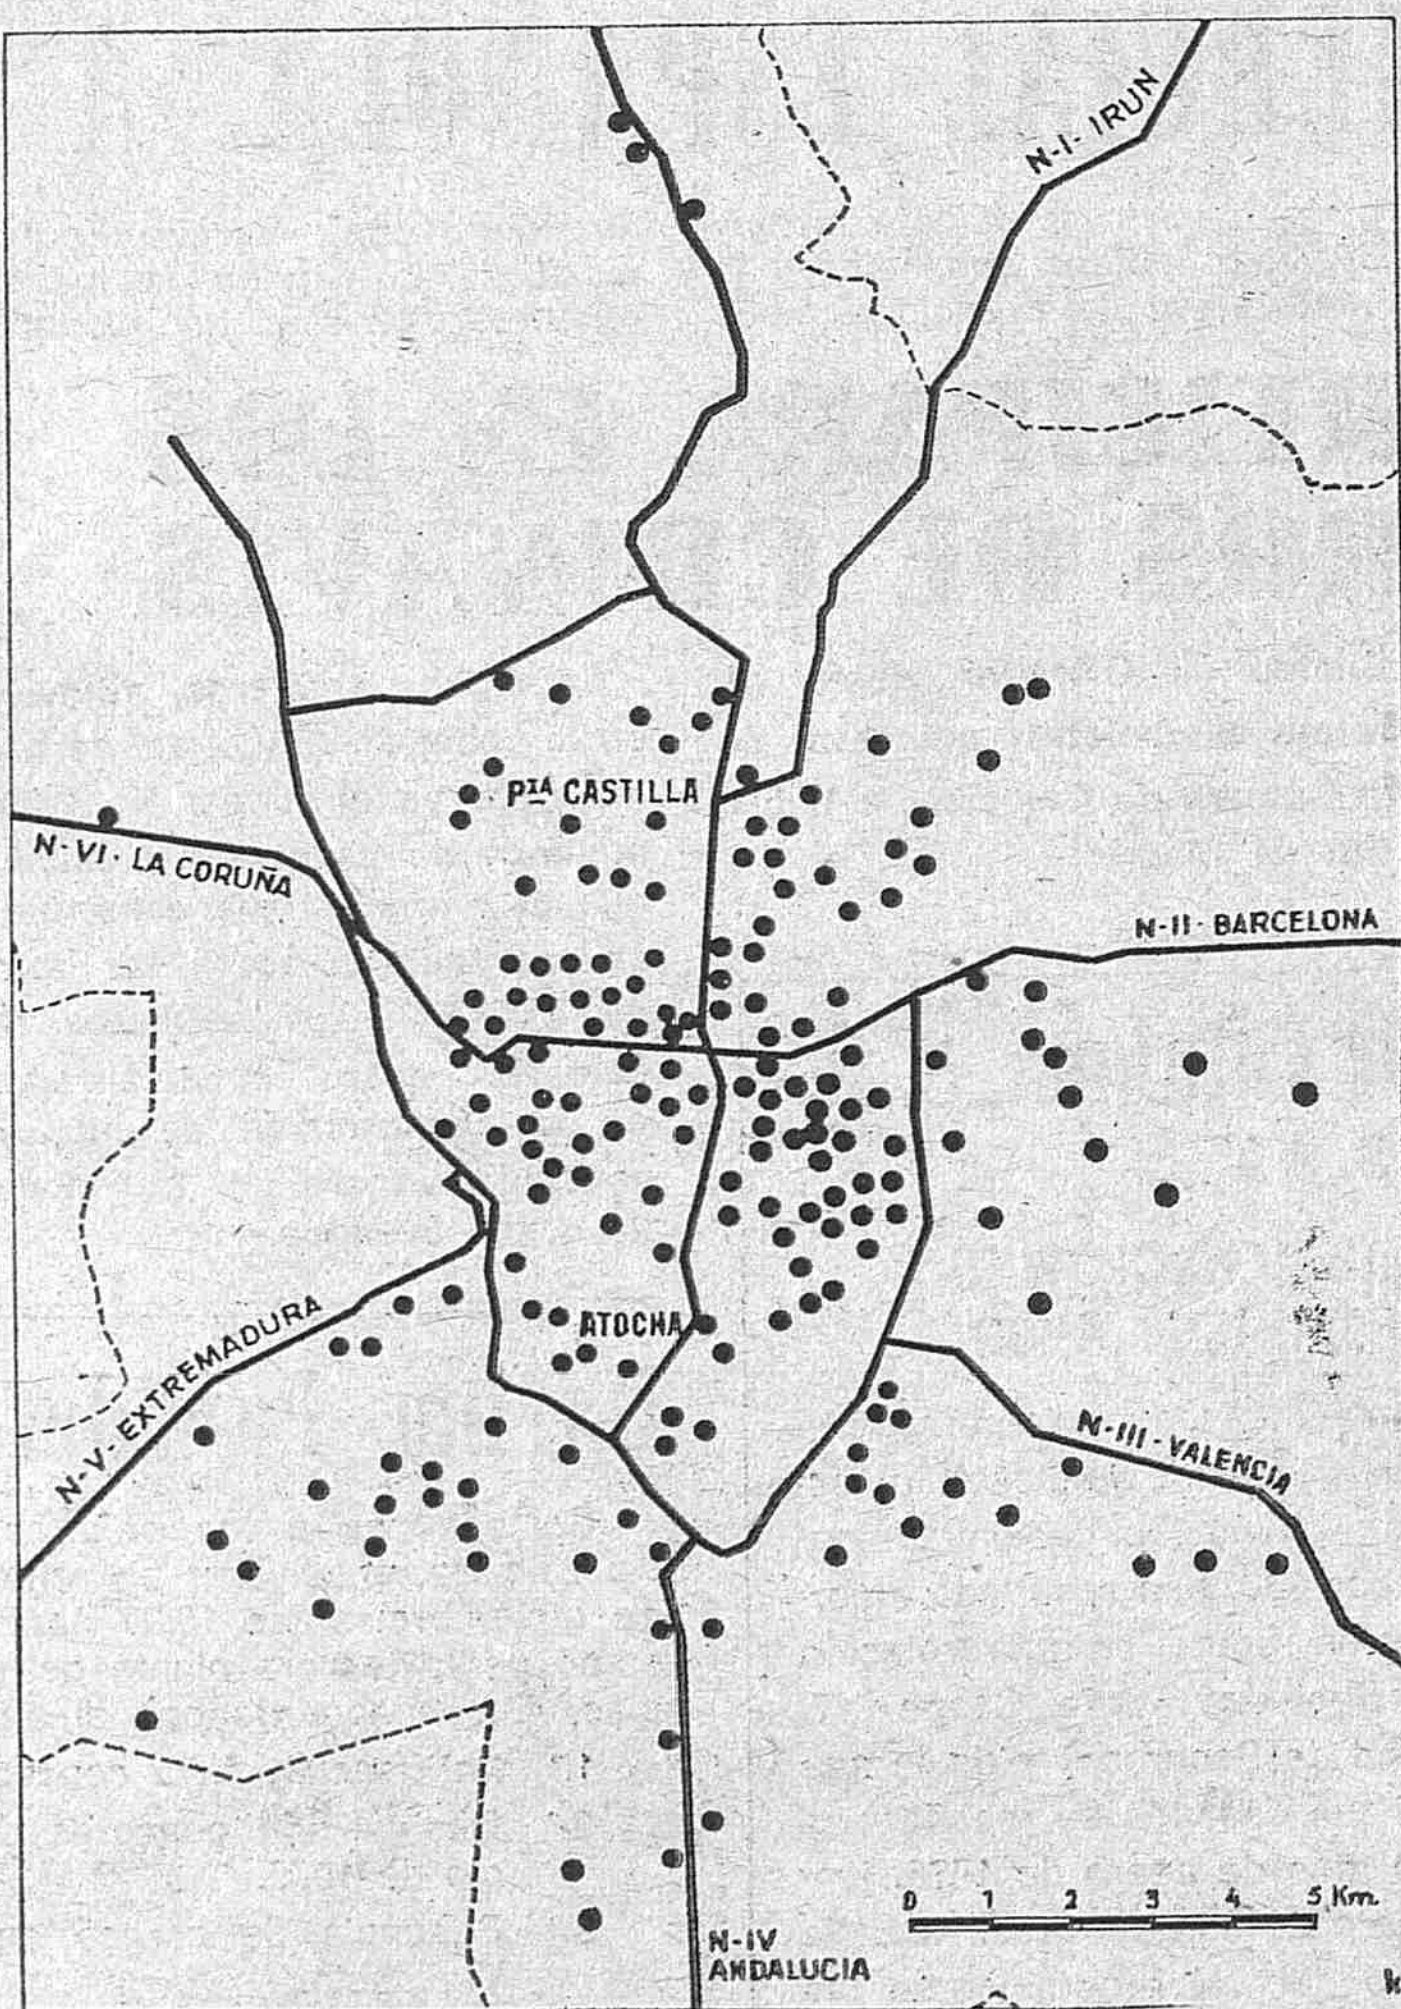 N-I-IRUN
PZA CASTILLA
N-VI-LA CORUÑA
N-II-BARCELONA
N-V-EXTREMADURA
ATOCHA
N-III-VALENCIA
0 1 2 3 4 5 Km.
N-IV
ANDALUCIA